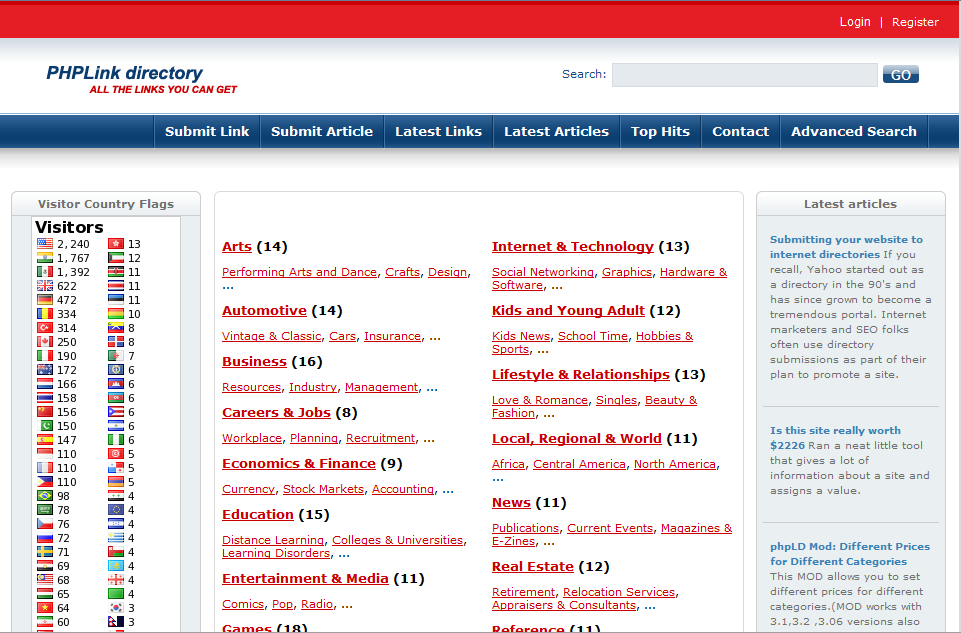 Login | Register
PHPLink directory
ALL THE LINKS YOU CAN GET
Search:
GO
Submit Link
Submit Article
Latest Links
Latest Articles
Top Hits
Contact
Advanced Search
Visitor Country Flags
Visitors
2,240 13
1,767 12
1,392 11
622 11
472 11
334 10
314 8
250 8
190 7
172 6
166 6
158 6
156 6
150 6
147 6
110 5
110 5
110 5
98 4
78 4
76 4
72 4
71 4
69 4
68 4
65 4
64 3
60 3
Arts (14)
Performing Arts and Dance, Crafts, Design,
...
Automotive (14)
Vintage & Classic, Cars, Insurance, ...
Business (16)
Resources, Industry, Management, ...
Careers & Jobs (8)
Workplace, Planning, Recruitment, ...
Economics & Finance (9)
Currency, Stock Markets, Accounting, ...
Education (15)
Distance Learning, Colleges & Universities,
Learning Disorders, ...
Entertainment & Media (11)
Comics, Pop, Radio, ...
Games (18)
Internet & Technology (13)
Social Networking, Graphics, Hardware &
Software, ...
Kids and Young Adult (12)
Kids News, School Time, Hobbies &
Sports, ...
Lifestyle & Relationships (13)
Love & Romance, Singles, Beauty &
Fashion, ...
Local, Regional & World (11)
Africa, Central America, North America,
...
News (11)
Publications, Current Events, Magazines &
E-Zines, ...
Real Estate (12)
Retirement, Relocation Services,
Appraisers & Consultants, ...
Reference (11)
Latest articles
Submitting your website to
internet directories If you
recall, Yahoo started out as
a directory in the 90's and
has since grown to become a
tremendous portal. Internet
marketers and SEO folks
often use directory
submissions as part of their
plan to promote a site.
Is this site really worth
$2226 Ran a neat little tool
that gives a lot of
information about a site and
assigns a value.
phpLD Mod: Different Prices
for Different Categories
This MOD allows you to set
different prices for different
categories.(MOD works with
3.1,3.2 ,3.06 versions also